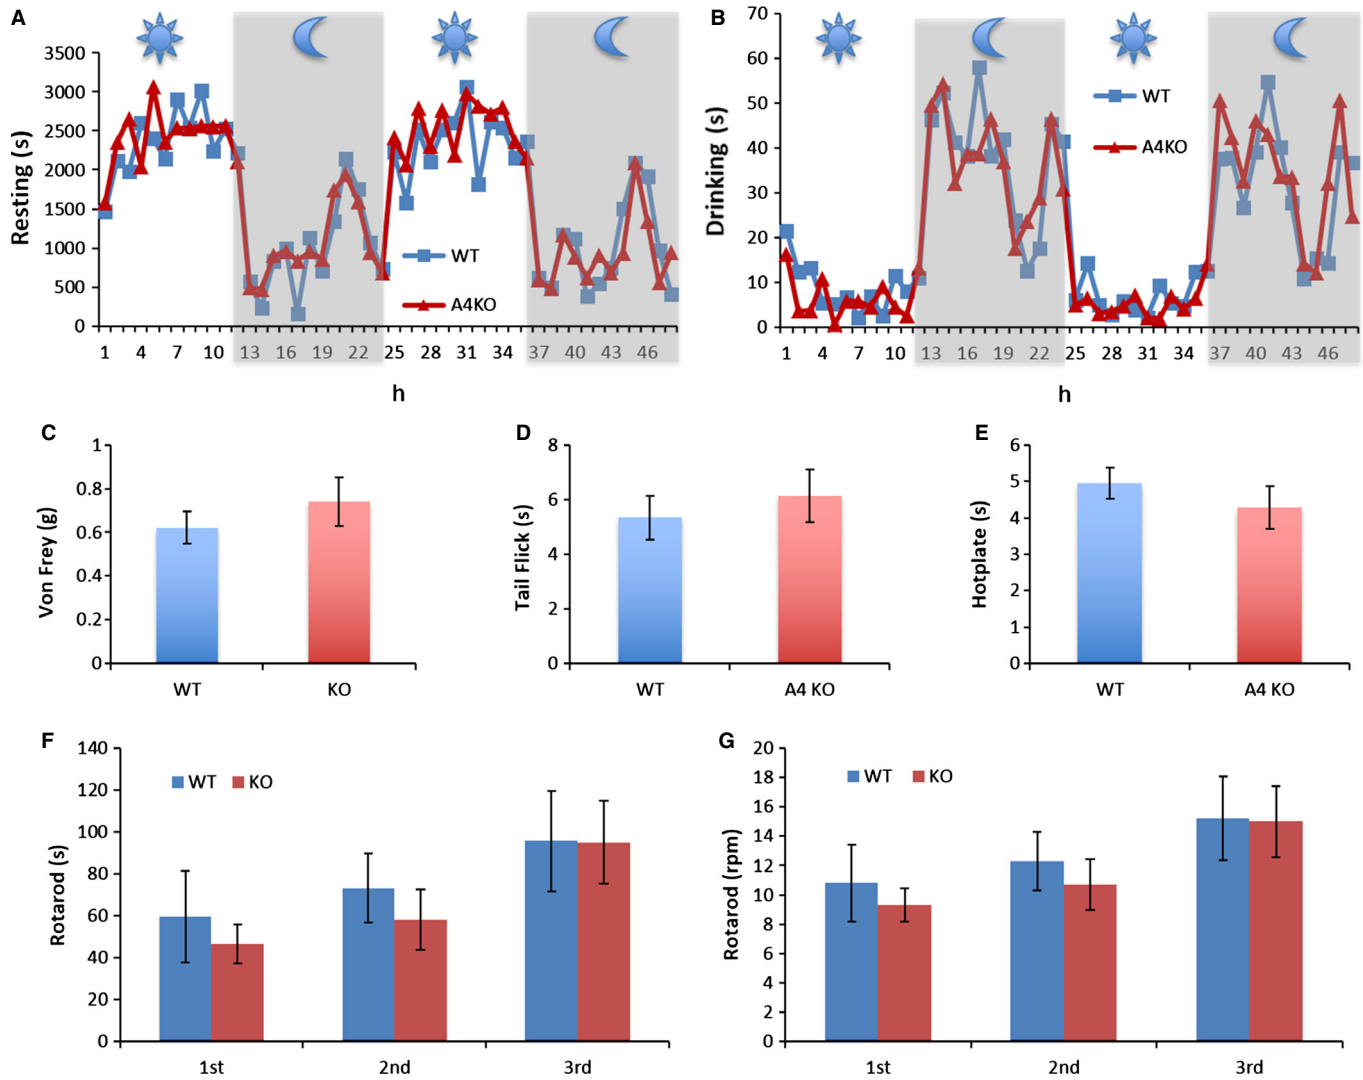 A
Resting (s)
3500
3000
2500
2000
1500
1000
500
0
WT
A4KO
1 4 7 10 13 16 19 22 25 28 31 34 37 40 43 46
h
B
Drinking (s)
70
60
50
40
30
20
10
0
WT
A4KO
1 4 7 10 13 16 19 22 25 28 31 34 37 40 43 46
h
C
Von Frey (g)
1
0.8
0.6
0.4
0.2
0
WT KO
D
Tail Flick (s)
8
6
4
2
0
WT A4 KO
E
Hotplate (s)
6
5
4
3
2
1
0
WT A4 KO
F
Rotarod (s)
140
120
100
80
60
40
20
0
WT KO
1st 2nd 3rd
G
Rotarod (rpm)
20
18
16
14
12
10
8
6
4
2
0
WT KO
1st 2nd 3rd